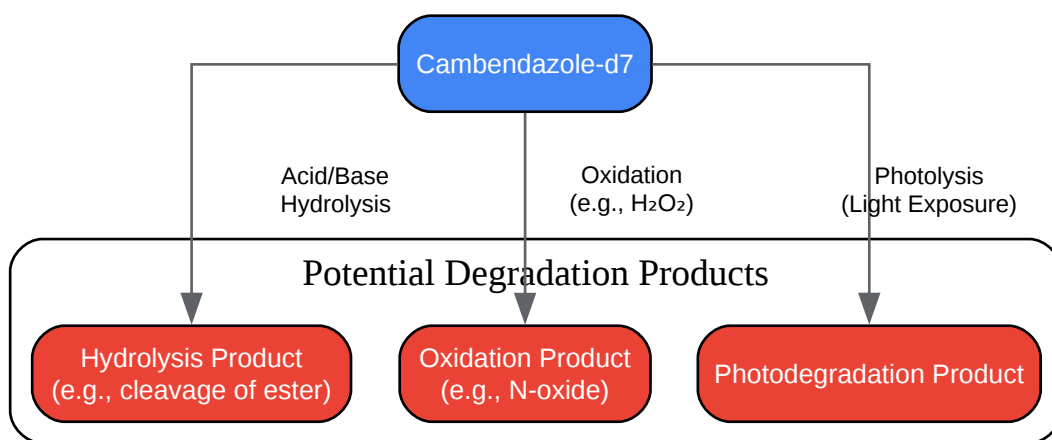 Cambendazole-d7
Acid/Base
Hydrolysis
Oxidation
(e.g., H₂O₂)
Photolysis
(Light Exposure)
Potential Degradation Products
Hydrolysis Product
(e.g., cleavage of ester)
Oxidation Product
(e.g., N-oxide)
Photodegradation Product